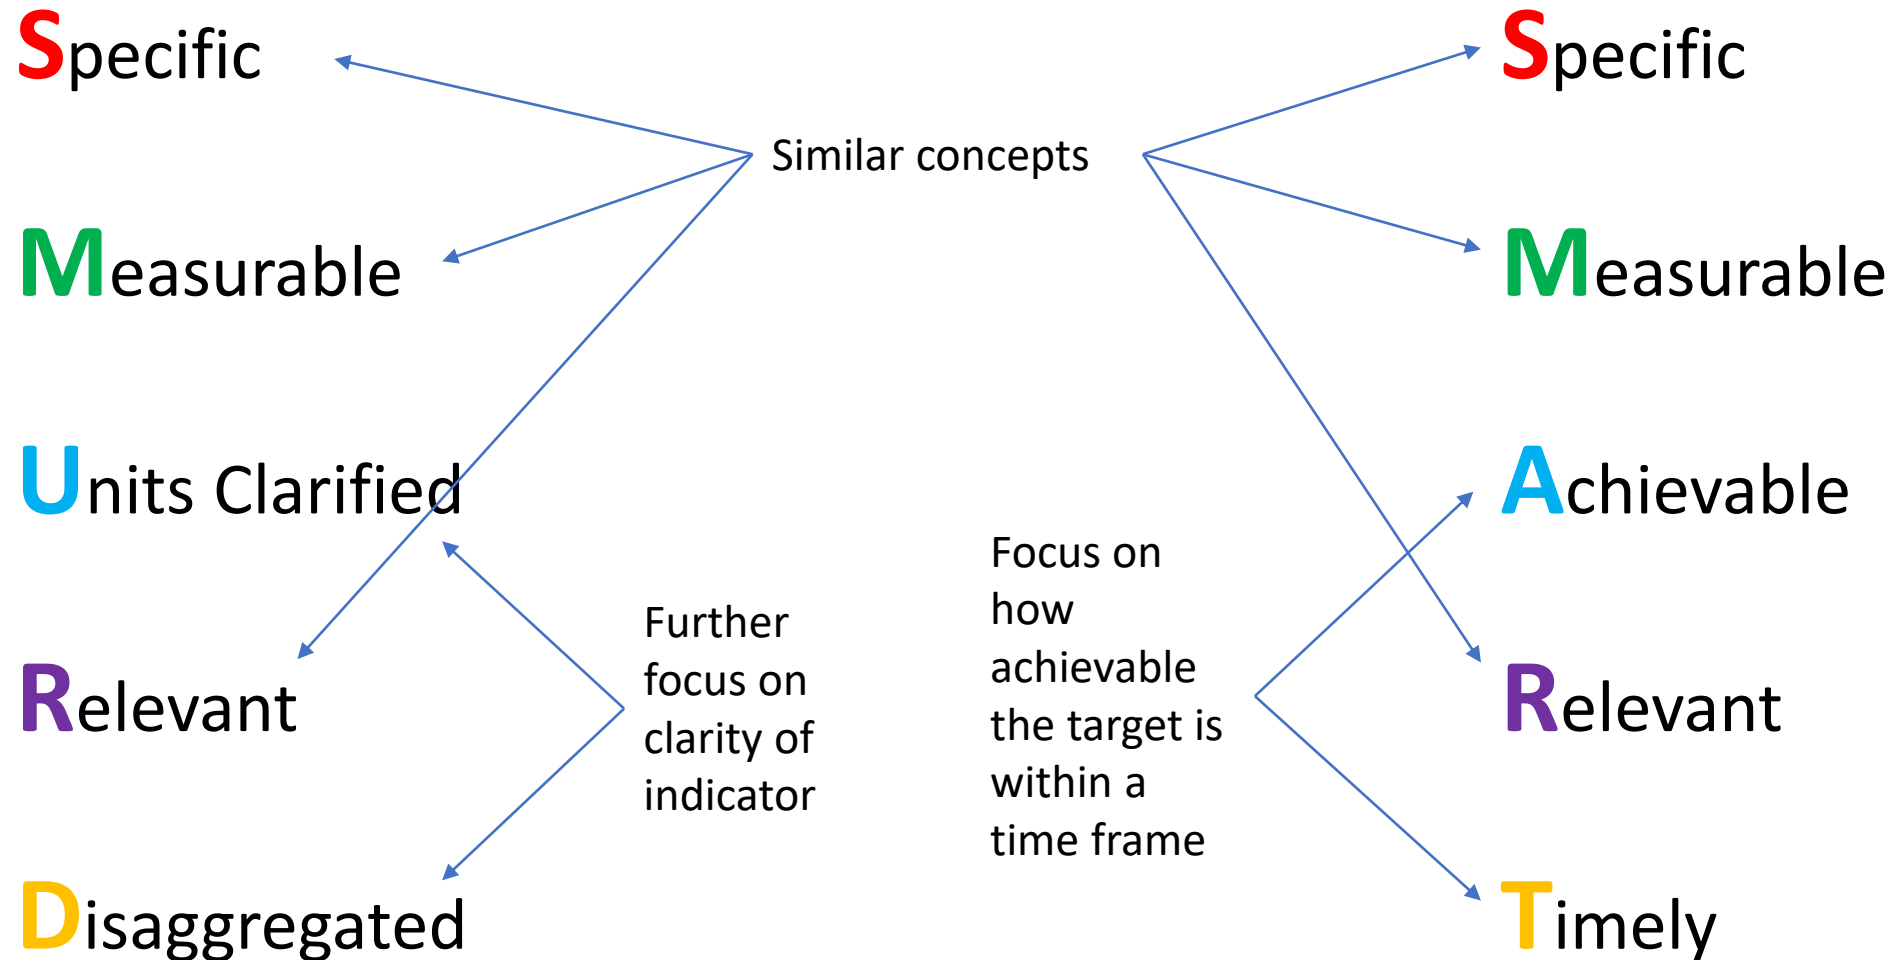 Specific
Measurable
Units Clarified
Relevant
Disaggregated
Similar concepts
Further
focus on
clarity of
indicator
Focus on
how
achievable
the target is
within a
time frame
Specific
Measurable
Achievable
Relevant
Timely